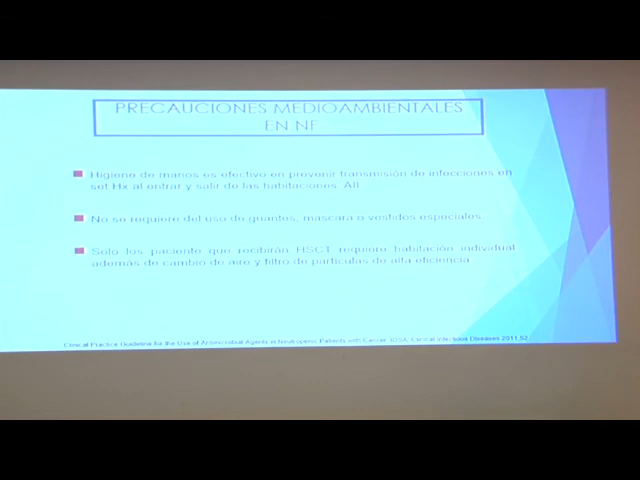 PRECAUCIONES MEDIOAMBIENTALES
EN NF
Higiene de manos es efectivo en prevenir transmisión de infecciones en
set Hx al entrar y salir de las habitaciones. AII.
No se requiere del uso de guantes, mascara o vestidos especiales.
Solo los paciente que recibirán HSCT requiere habitación individual
además de cambio de aire y filtro de partículas de alta eficiencia
Clinical Practice Guideline for the Use of Antimicrobial Agents in Neutropenic Patients with Cancer. IDSA. Clinical Infectious Diseases 2011;52